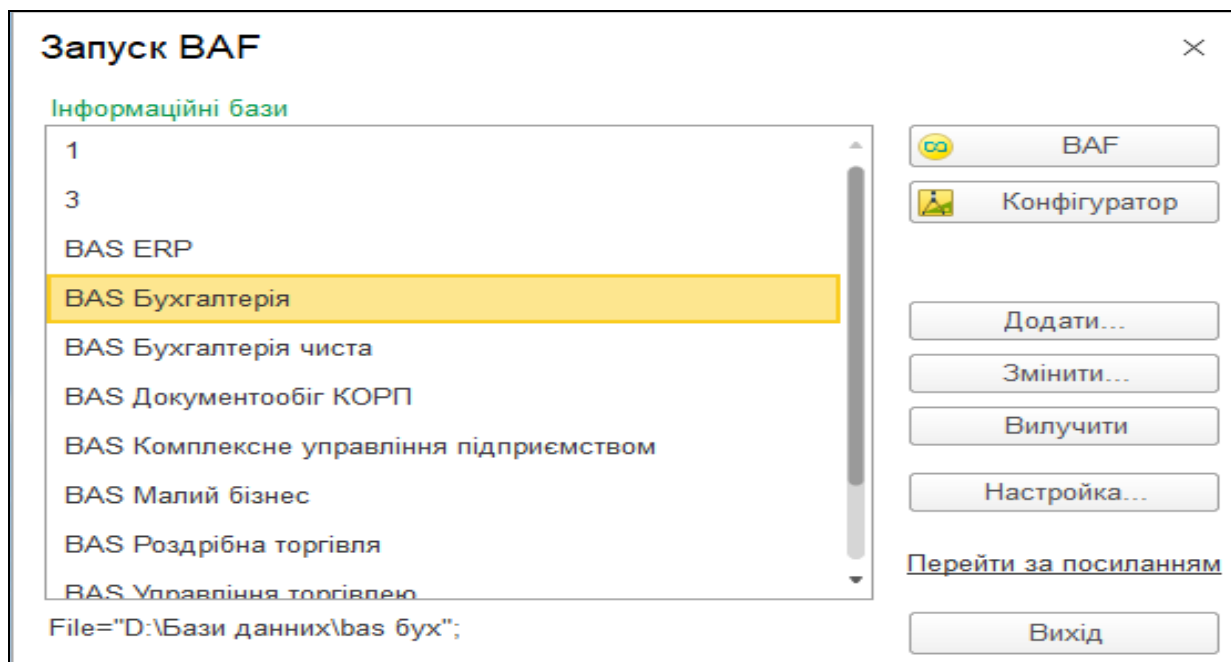 Запуск BAF
Інформаційні бази
1
3
BAS ERP
BAS Бухгалтерія
BAS Бухгалтерія чиста
BAS Документообіг КОРП
BAS Комплексне управління підприємством
BAS Малий бізнес
BAS Роздрібна торгівля
BAS Управління торгівлею
File="D:\Бази данних\bas бух";
BAF
Конфігуратор
Додати...
Змінити...
Вилучити
Настройка...
Перейти за посиланням
Вихід